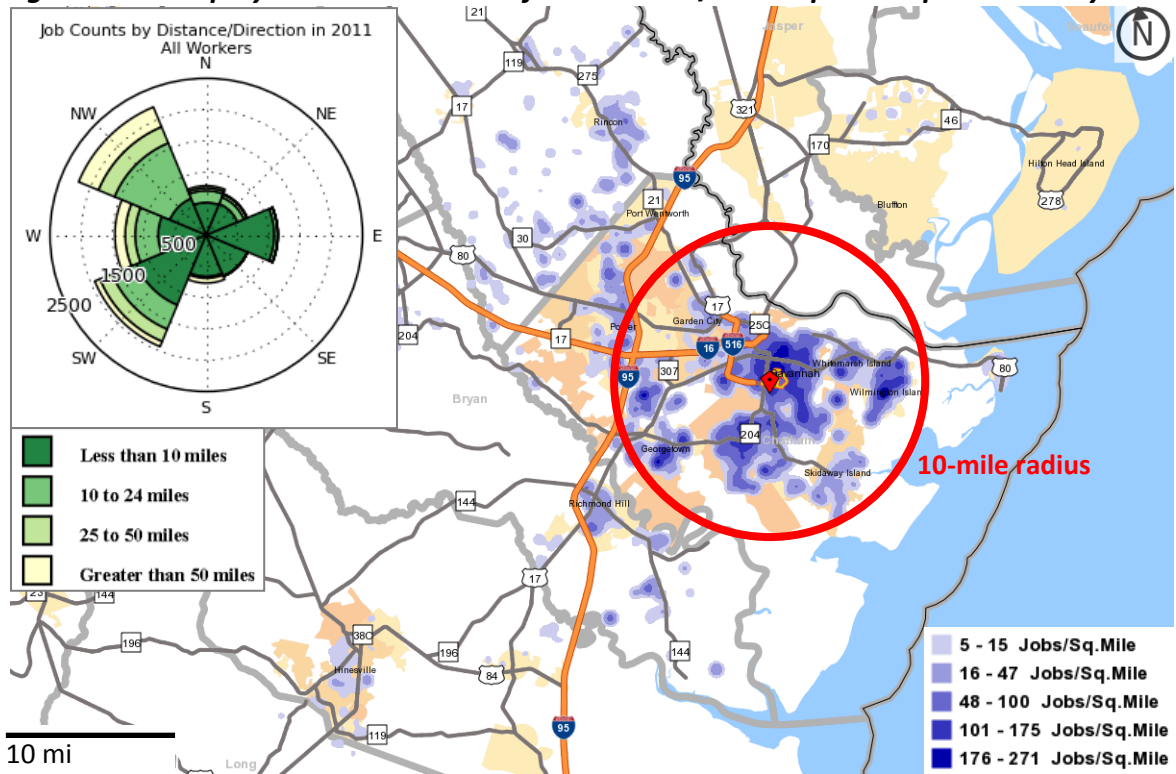 Job Counts by Distance/Direction in 2011
All Workers
N
NW
NE
W
E
500
1500
2500
SW
SE
S
Less than 10 miles
10 to 24 miles
25 to 50 miles
Greater than 50 miles
N
21
Jasper
Beaufort
119
275
17
321
46
Rincon
170
Hilton Head Island
95
278
21
Bluffton
Port Wentworth
30
80
17
25C
Garden City
204
17
16
516
307
Whitemarsh Island
80
95
Savannah
Wilmington Island
Bryan
204
Chatham
Georgetown
Skidaway Island
10-mile radius
144
Richmond Hill
17
23
144
196
38C
196
144
Hinesville
84
95
119
Long
10 mi
5 - 15 Jobs/Sq.Mile
16 - 47 Jobs/Sq.Mile
48 - 100 Jobs/Sq.Mile
101 - 175 Jobs/Sq.Mile
176 - 271 Jobs/Sq.Mile